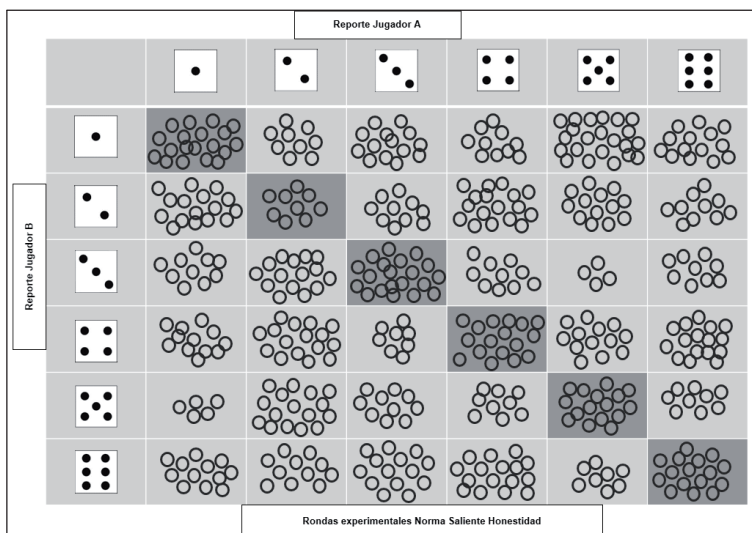 Reporte Jugador A
Reporte Jugador B
Rondas experimentales Norma Saliente Honestidad